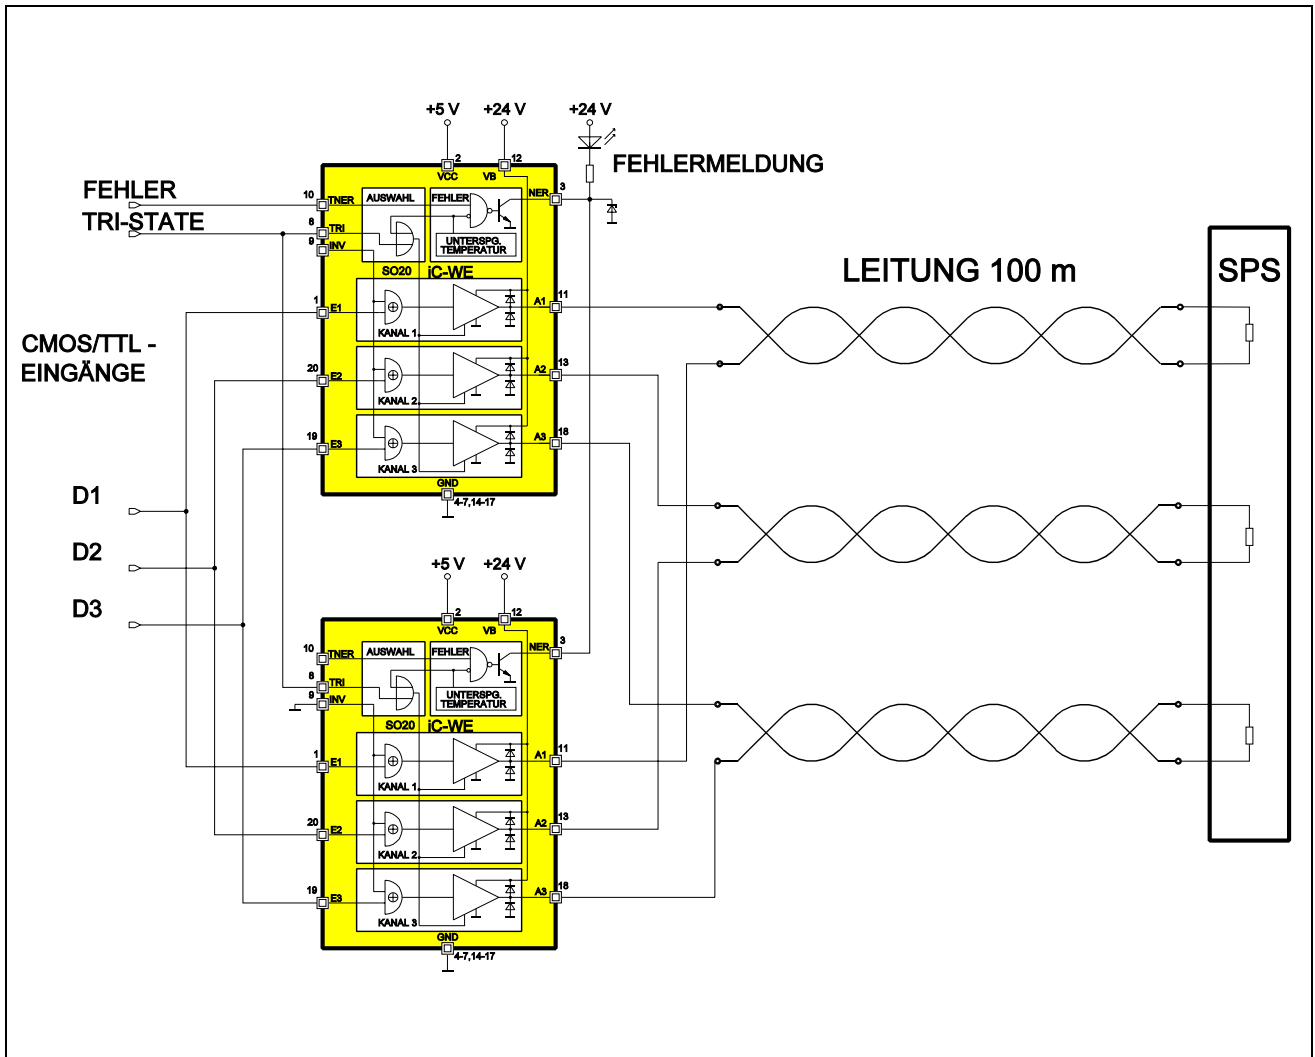 +5 V
+24 V
+24 V
FEHLERMELDUNG
2
12
VCC
VB
3
NER
FEHLER
TRI-STATE
10
TNER
8
TRI
9
INV
AUSWAHL
FEHLER
UNTERSPG.
TEMPERATUR
SO20
iC-WE
1
E1
KANAL 1
A1
11
20
E2
KANAL 2
A2
13
19
E3
KANAL 3
A3
18
GND
4-7,14-17
CMOS/TTL -
EINGÄNGE
D1
D2
D3
LEITUNG 100 m
SPS
+5 V
+24 V
2
12
VCC
VB
3
NER
10
TNER
8
TRI
9
INV
AUSWAHL
FEHLER
UNTERSPG.
TEMPERATUR
SO20
iC-WE
1
E1
KANAL 1
A1
11
20
E2
KANAL 2
A2
13
19
E3
KANAL 3
A3
18
GND
4-7,14-17